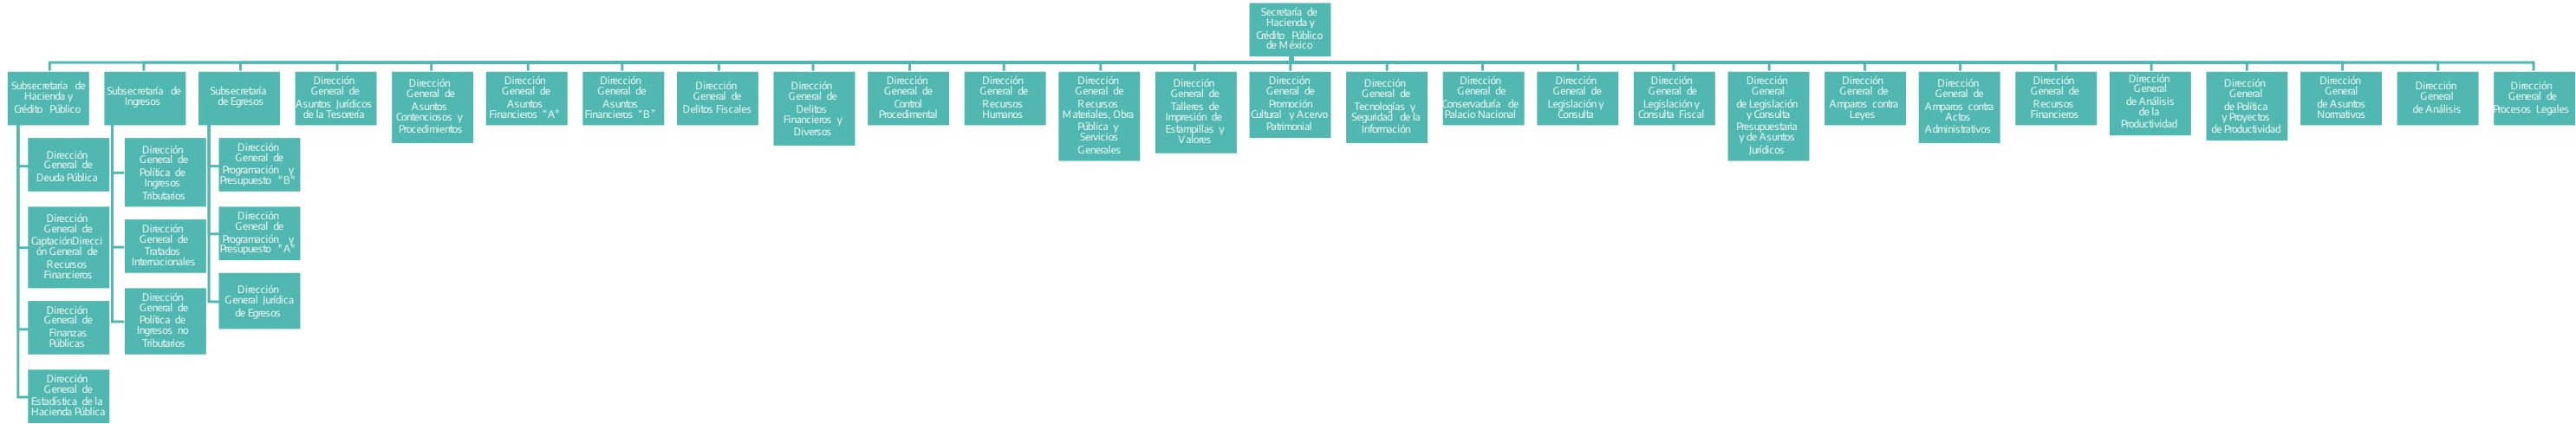 Secretaría de
Hacienda y
Crédito Público
de México
Subsecretaría de
Hacienda y
Crédito Público
Subsecretaría de
Ingresos
Subsecretaría
de Egresos
Dirección
General de
Asuntos Jurídicos
de la Tesorería
Dirección
General de
Asuntos
Contenciosos y
Procedimientos
Dirección
General de
Asuntos
Financieros "A"
Dirección
General de
Asuntos
Financieros "B"
Dirección
General de
Delitos Fiscales
Dirección
General de
Delitos
Financieros y
Diversos
Dirección
General de
Control
Procedimental
Dirección
General de
Recursos
Humanos
Dirección
General de
Recursos
Materiales, Obra
Pública y
Servicios
Generales
Dirección
General de
Talleres de
Impresión de
Estampillas y
Valores
Dirección
General de
Promoción
Cultural y Acervo
Patrimonial
Dirección
General de
Tecnologías y
Seguridad de la
Información
Dirección
General de
Conservaduría de
Palacio Nacional
Dirección
General de
Legislación y
Consulta
Dirección
General de
Legislación y
Consulta Fiscal
Dirección
General
de Legislación
y Consulta
Presupuestaria
y de Asuntos
Jurídicos
Dirección
General de
Amparos contra
Leyes
Dirección
General de
Amparos contra
Actos
Administrativos
Dirección
General de
Recursos
Financieros
Dirección
General
de Análisis
de la
Productividad
Dirección
General
de Política
y Proyectos
de Productividad
Dirección
General
de Asuntos
Normativos
Dirección
General
de Análisis
Dirección
General de
Procesos Legales
Dirección
General de
Deuda Pública
Dirección
General de
CaptaciónDirecci
ón General de
Recursos
Financieros
Dirección
General de
Finanzas
Públicas
Dirección
General de
Estadística de la
Hacienda Pública
Dirección
General de
Política de
Ingresos
Tributarios
Dirección
General de
Tratados
Internacionales
Dirección
General de
Política de
Ingresos no
Tributarios
Dirección
General de
Programación y
Presupuesto "B"
Dirección
General de
Programación y
Presupuesto "A"
Dirección
General Jurídica
de Egresos